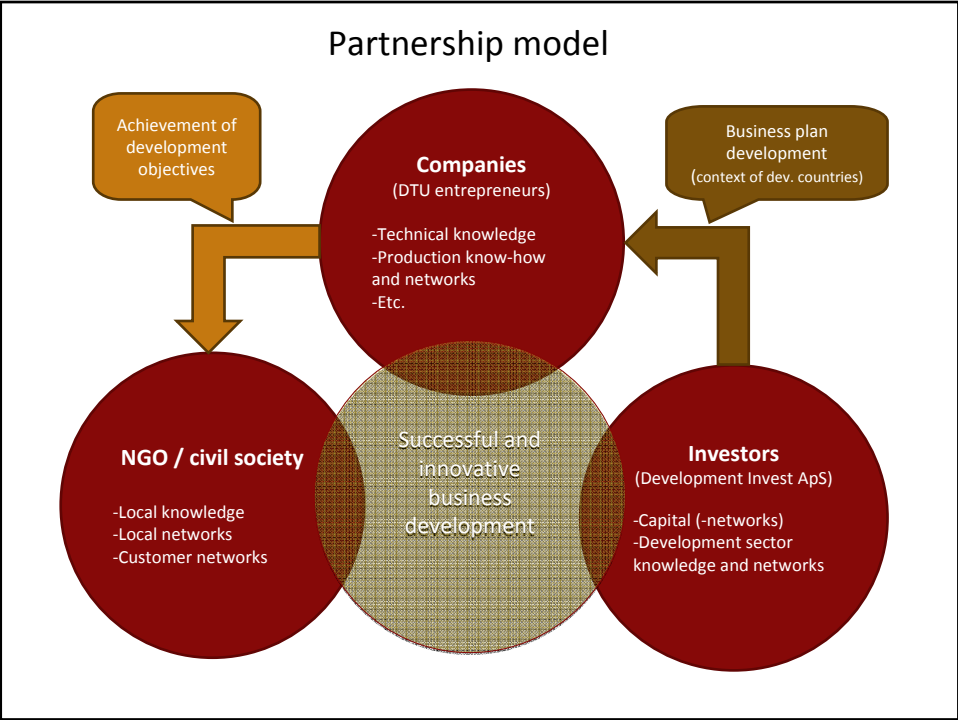 Partnership model
Achievement of
development
objectives
Business plan
development
(context of dev. countries)
Companies
(DTU entrepreneurs)
-Technical knowledge
-Production know-how
and networks
-Etc.
NGO / civil society
-Local knowledge
-Local networks
-Customer networks
Successful and
innovative
business
development
Investors
(Development Invest ApS)
-Capital (-networks)
-Development sector
knowledge and networks